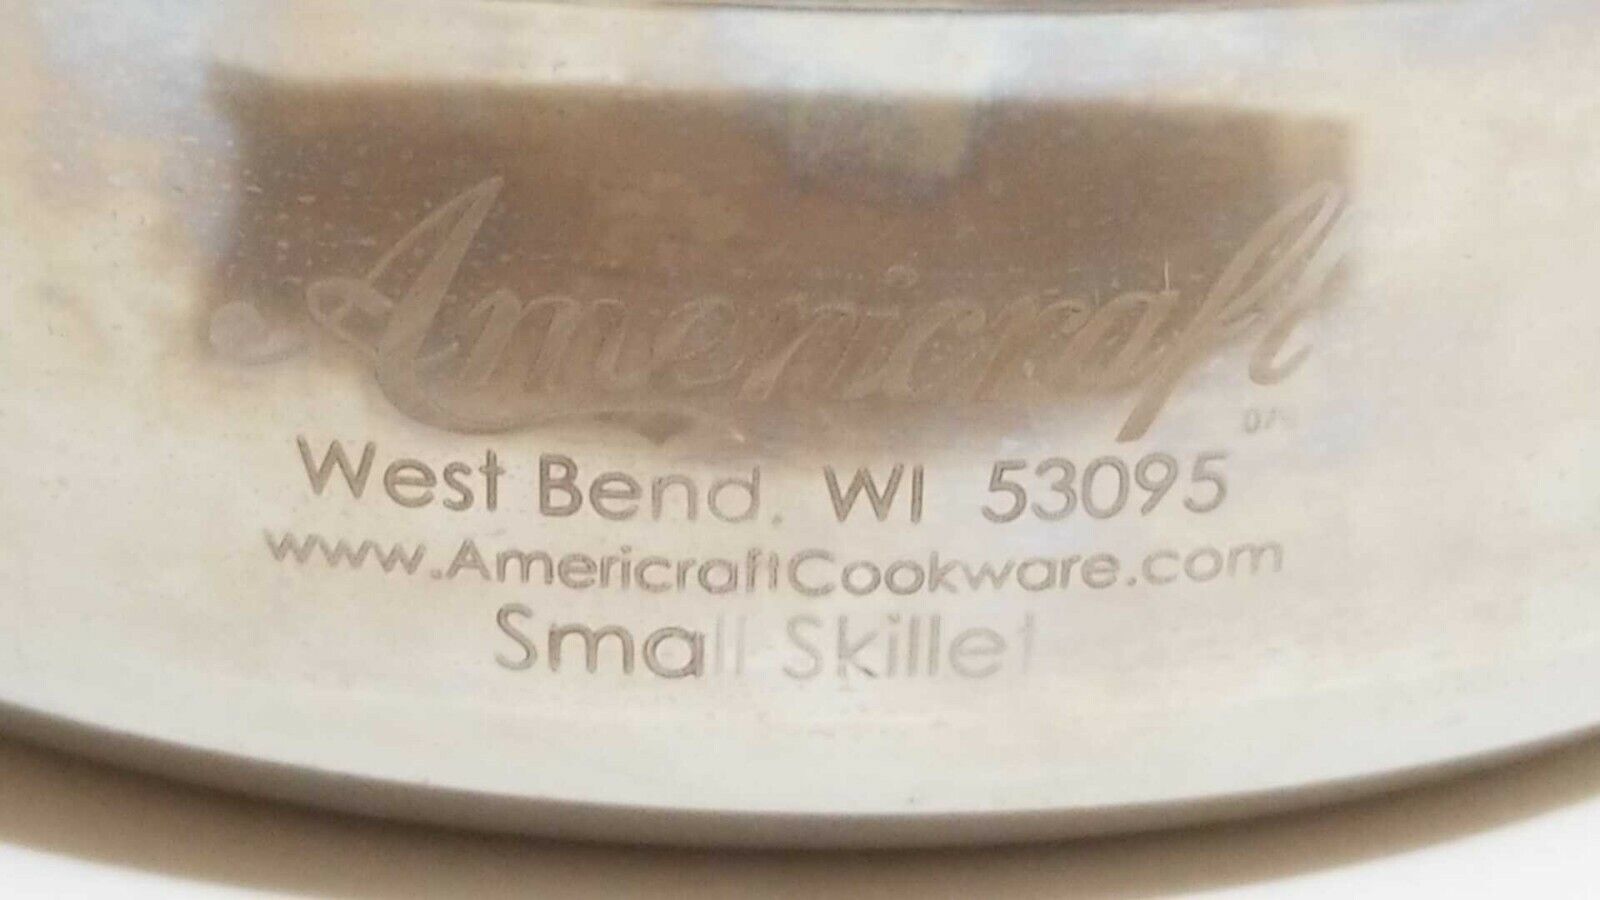 Americraft
West Bend, WI 53095
www.AmericraftCookware.com
Small Skillet